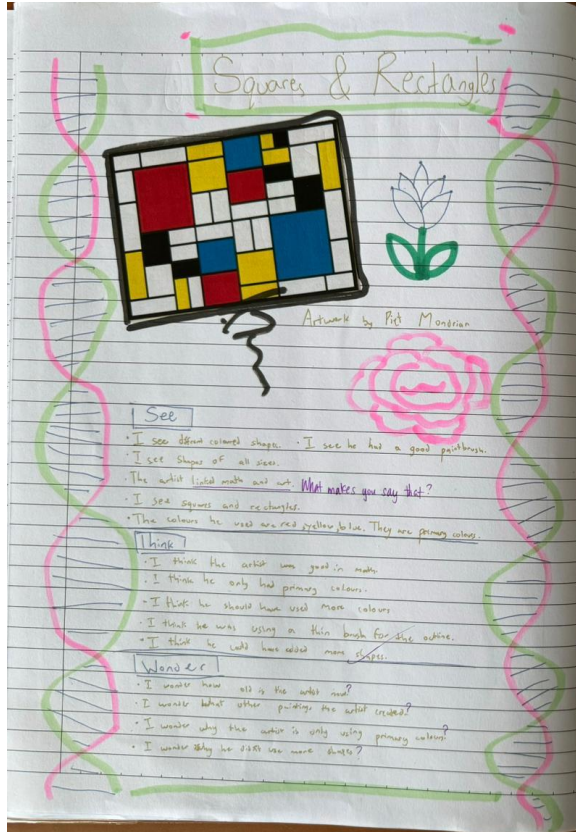 Squares & Rectangles
Artwork by Piet Mondrian
See
• I see diffrent coloured shapes. • I see he had a good paintbrush.
• I see shapes of all sizes.
• The artist linked math and art. What makes you say that?
• I see squares and rectangles.
• The colours he used are red, yellow, blue. They are primary colours.
Think
• I think the artist was good in math.
• I think he only had primary colours.
• I think he should have used more colours
• I think he was using a thin brush for the outline.
• I think he could have added more shapes.
Wonder
• I wonder how old is the artist now?
• I wonder what other paintings the artist created?
• I wonder why the artist is only using primary colours?
• I wonder why he didn't use more shapes?